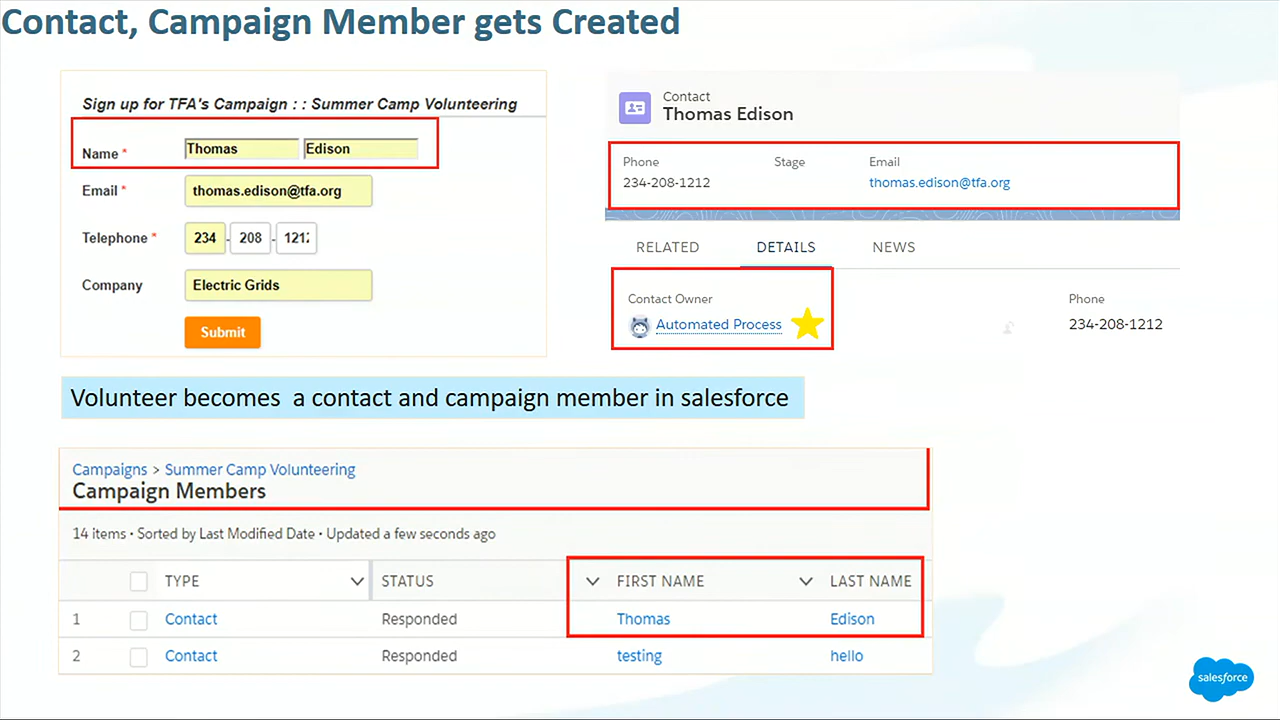 Contact, Campaign Member gets Created
Sign up for TFA's Campaign : : Summer Camp Volunteering
Name * Thomas Edison
Email * thomas.edison@tfa.org
Telephone * 234 - 208 - 1212
Company Electric Grids
Submit
Contact
Thomas Edison
Phone Stage Email
234-208-1212 thomas.edison@tfa.org
RELATED DETAILS NEWS
Contact Owner Phone
Automated Process 234-208-1212
Volunteer becomes a contact and campaign member in salesforce
Campaigns > Summer Camp Volunteering
Campaign Members
14 items • Sorted by Last Modified Date • Updated a few seconds ago
TYPE STATUS FIRST NAME LAST NAME
1 Contact Responded Thomas Edison
2 Contact Responded testing hello
salesforce